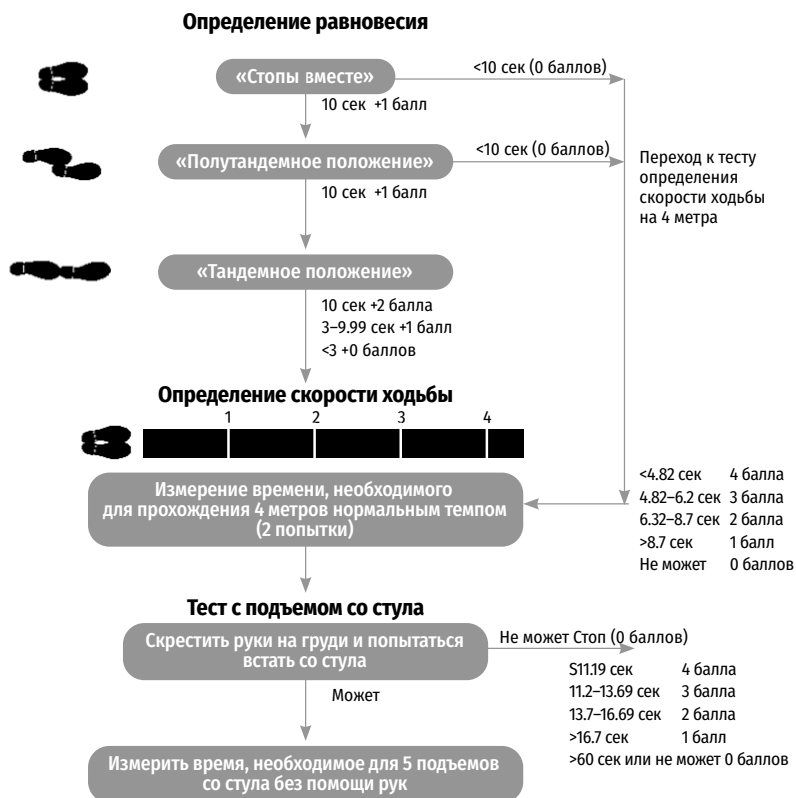 Определение равновесия
«Стопы вместе»
<10 сек (0 баллов)
10 сек +1 балл
«Полутандемное положение»
<10 сек (0 баллов)
10 сек +1 балл
Переход к тесту
определения
скорости ходьбы
на 4 метра
«Тандемное положение»
10 сек +2 балла
3–9.99 сек +1 балл
<3 +0 баллов
Определение скорости ходьбы
1 2 3 4
Измерение времени, необходимого
для прохождения 4 метров нормальным темпом
(2 попытки)
<4.82 сек 4 балла
4.82–6.2 сек 3 балла
6.32–8.7 сек 2 балла
>8.7 сек 1 балл
Не может 0 баллов
Тест с подъемом со стула
Скрестить руки на груди и попытаться
встать со стула
Не может Стоп (0 баллов)
S11.19 сек 4 балла
11.2–13.69 сек 3 балла
13.7–16.69 сек 2 балла
>16.7 сек 1 балл
>60 сек или не может 0 баллов
Может
Измерить время, необходимое для 5 подъемов
со стула без помощи рук